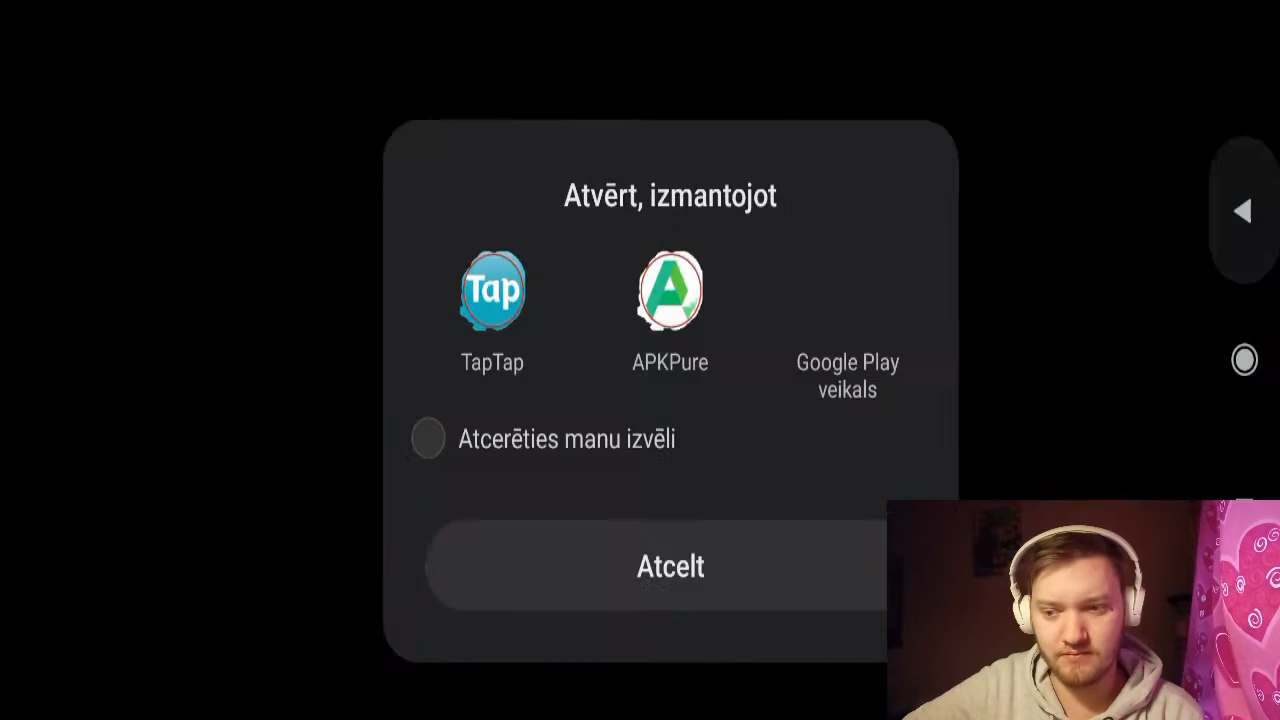 Atvērt, izmantojot
Tap
TapTap
APKPure
Google Play
veikals
Atcerēties manu izvēli
Atcelt